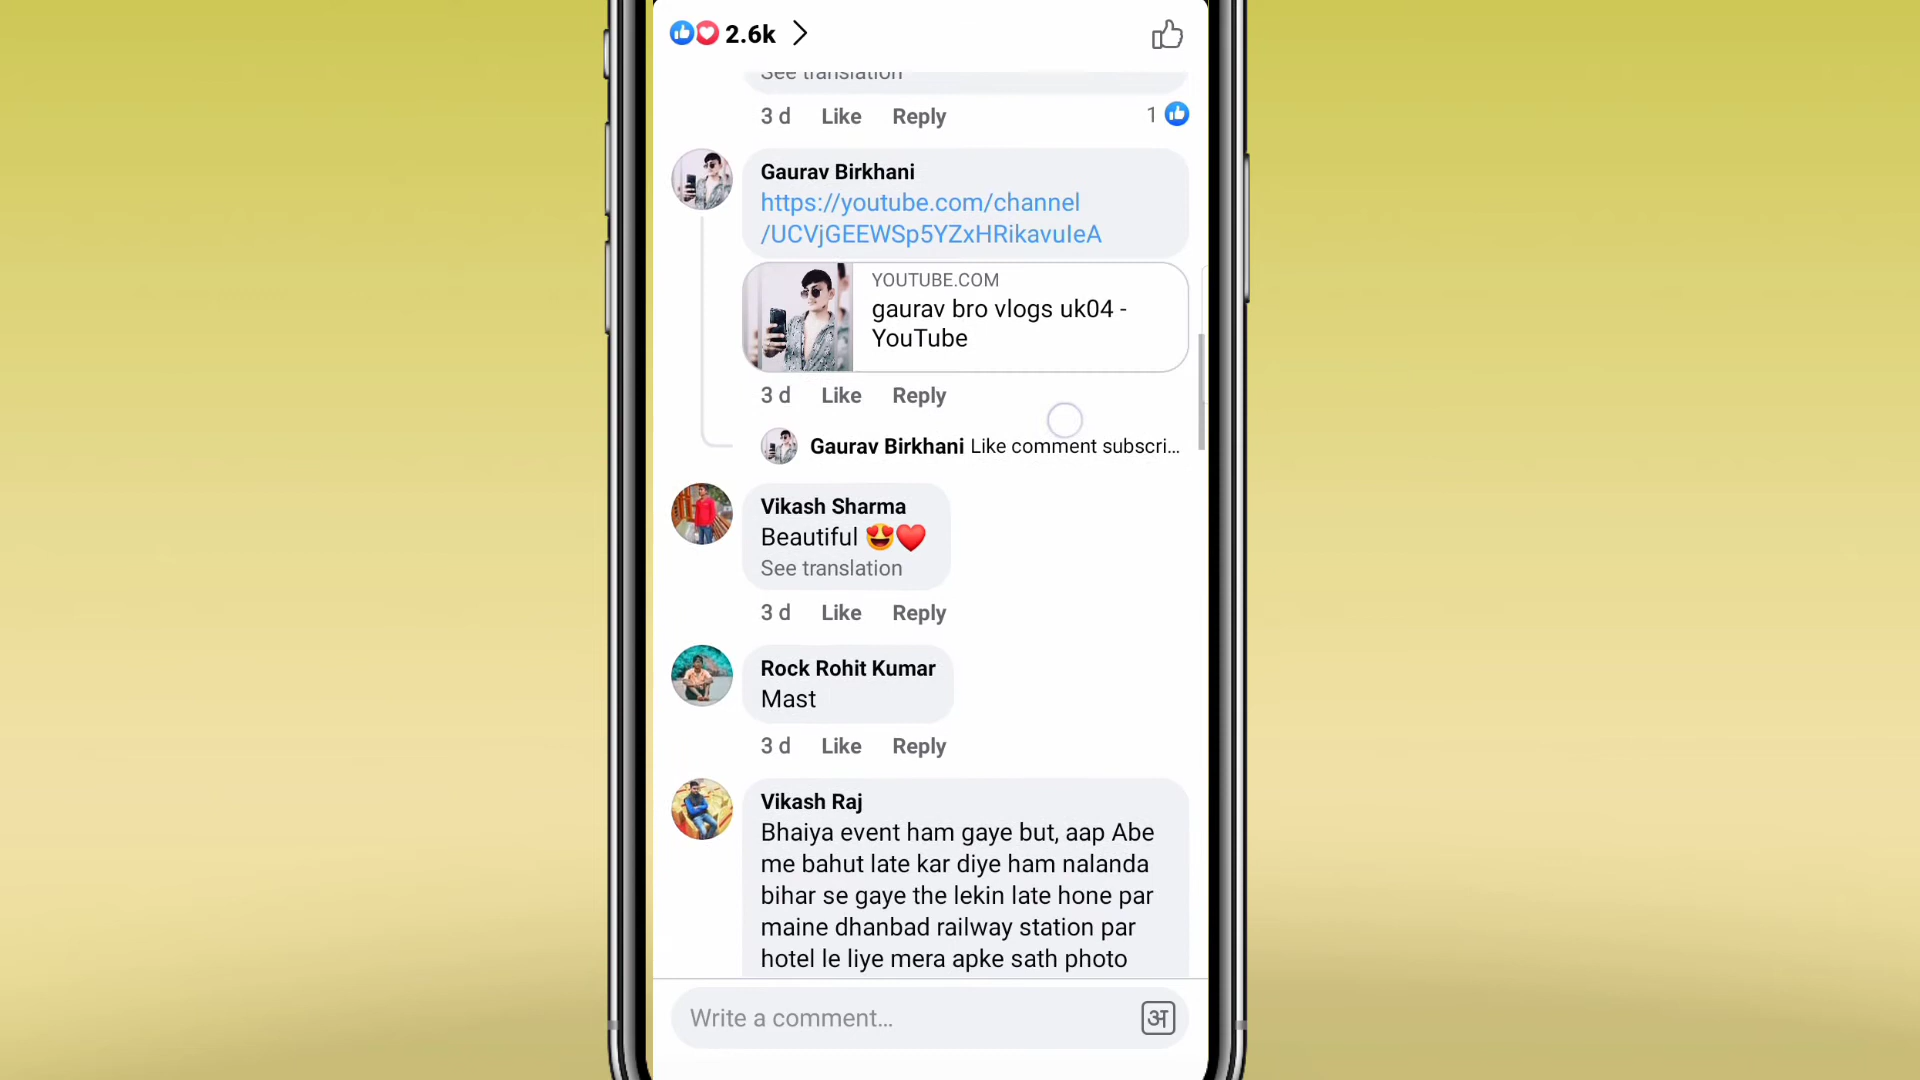 2.6k
See translation
3 d Like Reply 1
Gaurav Birkhani
https://youtube.com/channel
/UCVjGEEWSp5YZxHRikavuIeA
YOUTUBE.COM
gaurav bro vlogs uk04 -
YouTube
3 d Like Reply
Gaurav Birkhani Like comment subscri...
Vikash Sharma
Beautiful 😍❤️
See translation
3 d Like Reply
Rock Rohit Kumar
Mast
3 d Like Reply
Vikash Raj
Bhaiya event ham gaye but, aap Abe
me bahut late kar diye ham nalanda
bihar se gaye the lekin late hone par
maine dhanbad railway station par
hotel le liye mera apke sath photo
Write a comment... अ